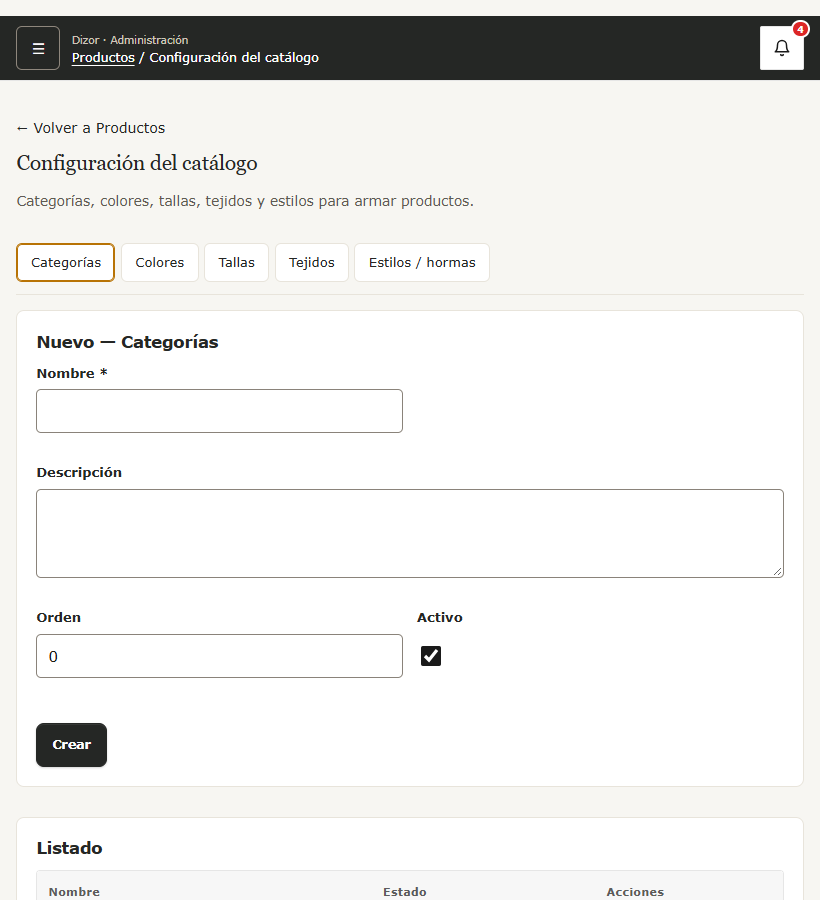 ☰
Dizor · Administración
Productos / Configuración del catálogo
4
← Volver a Productos
Configuración del catálogo
Categorías, colores, tallas, tejidos y estilos para armar productos.
Categorías
Colores
Tallas
Tejidos
Estilos / hormas
Nuevo — Categorías
Nombre *
Descripción
Orden
Activo
0
Crear
Listado
Nombre
Estado
Acciones